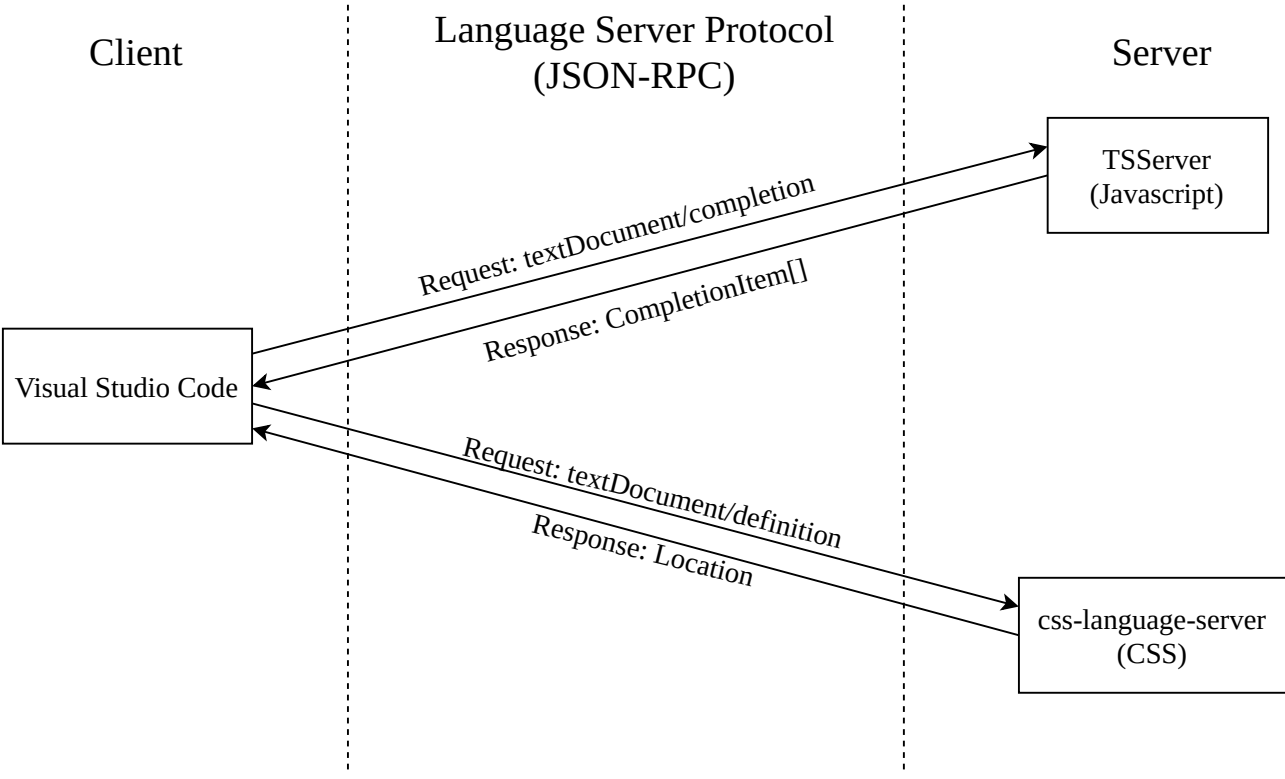 Client
Language Server Protocol
(JSON-RPC)
Server
TSServer
(Javascript)
Request: textDocument/completion
Response: CompletionItem[]
Visual Studio Code
Request: textDocument/definition
Response: Location
css-language-server
(CSS)